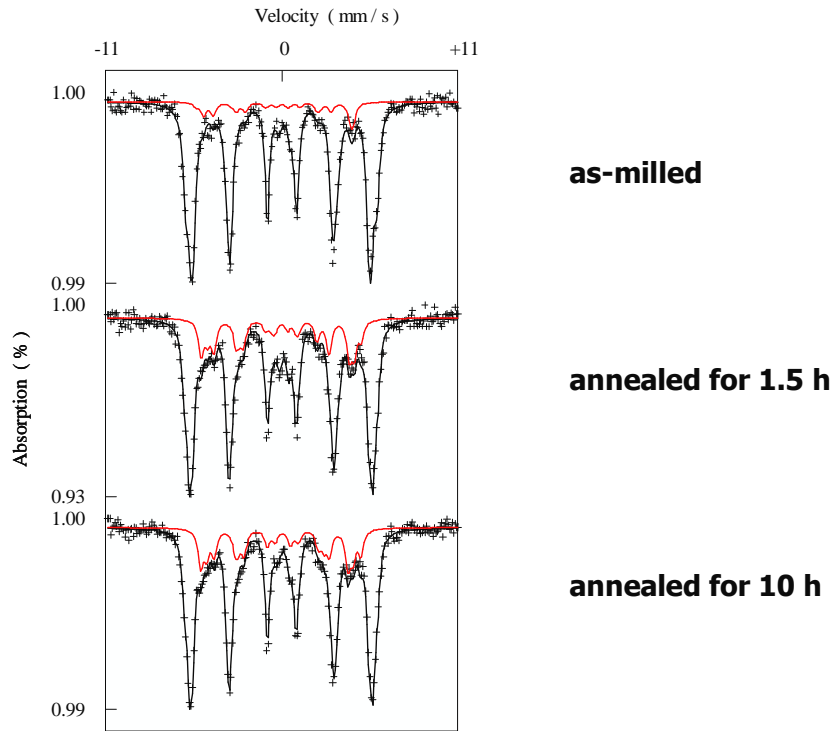 Velocity ( mm / s )
-11 0 +11
1.00
as-milled
0.99
1.00
Absorption ( % )
annealed for 1.5 h
0.93
1.00
annealed for 10 h
0.99